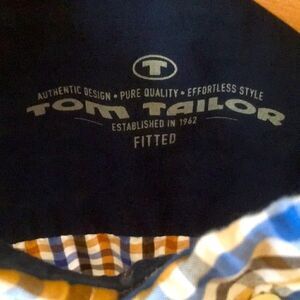 T
AUTHENTIC DESIGN • PURE QUALITY • EFFORTLESS STYLE
TOM TAILOR
ESTABLISHED IN 1962
FITTED